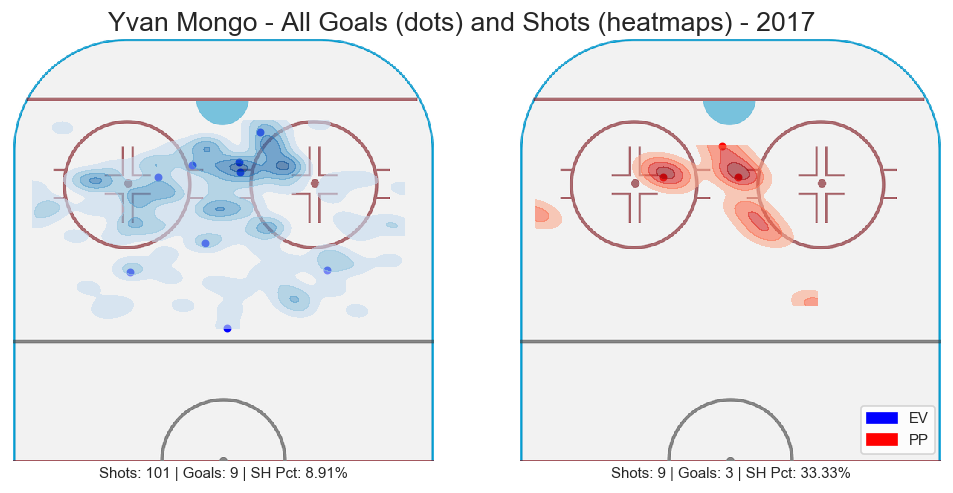 Yvan Mongo - All Goals (dots) and Shots (heatmaps) - 2017
EV
PP
Shots: 101 | Goals: 9 | SH Pct: 8.91%
Shots: 9 | Goals: 3 | SH Pct: 33.33%